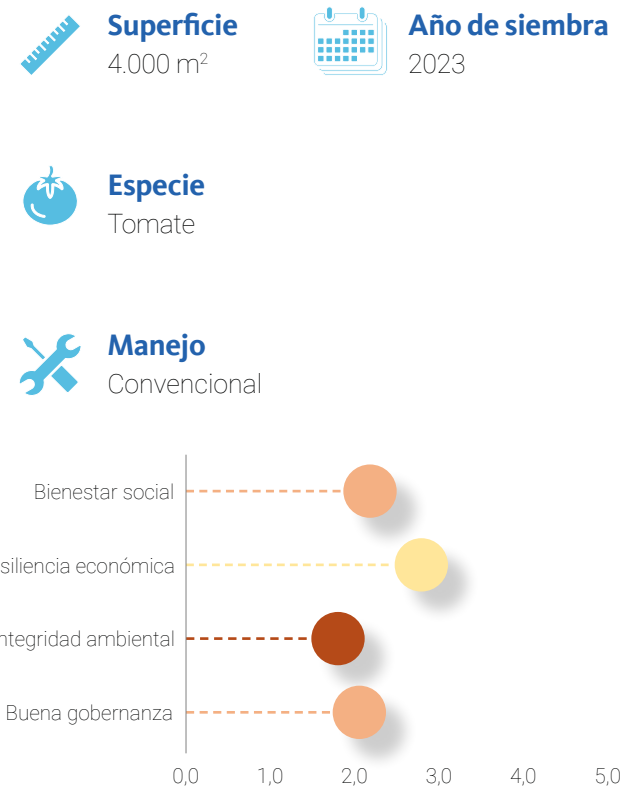 Superficie
4.000 m²
Año de siembra
2023
Especie
Tomate
Manejo
Convencional
Bienestar social
siliencia económica
ntegridad ambiental
Buena gobernanza
0,0 1,0 2,0 3,0 4,0 5,0